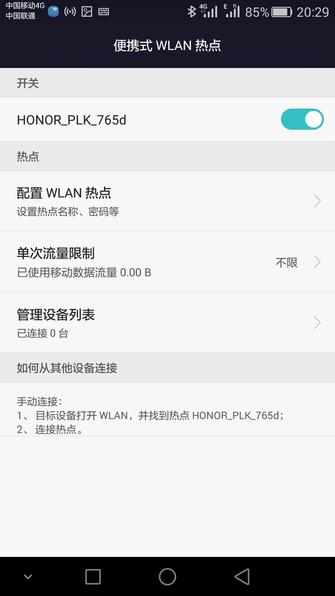 中国移动4G
中国联通
4G
E
R
85%
20:29
便携式 WLAN 热点
开关
HONOR_PLK_765d
热点
配置 WLAN 热点
设置热点名称、密码等
单次流量限制
已使用移动数据流量 0.00 B
不限
管理设备列表
已连接 0 台
如何从其他设备连接
手动连接：
1、 目标设备打开 WLAN，并找到热点 HONOR_PLK_765d；
2、 连接热点。